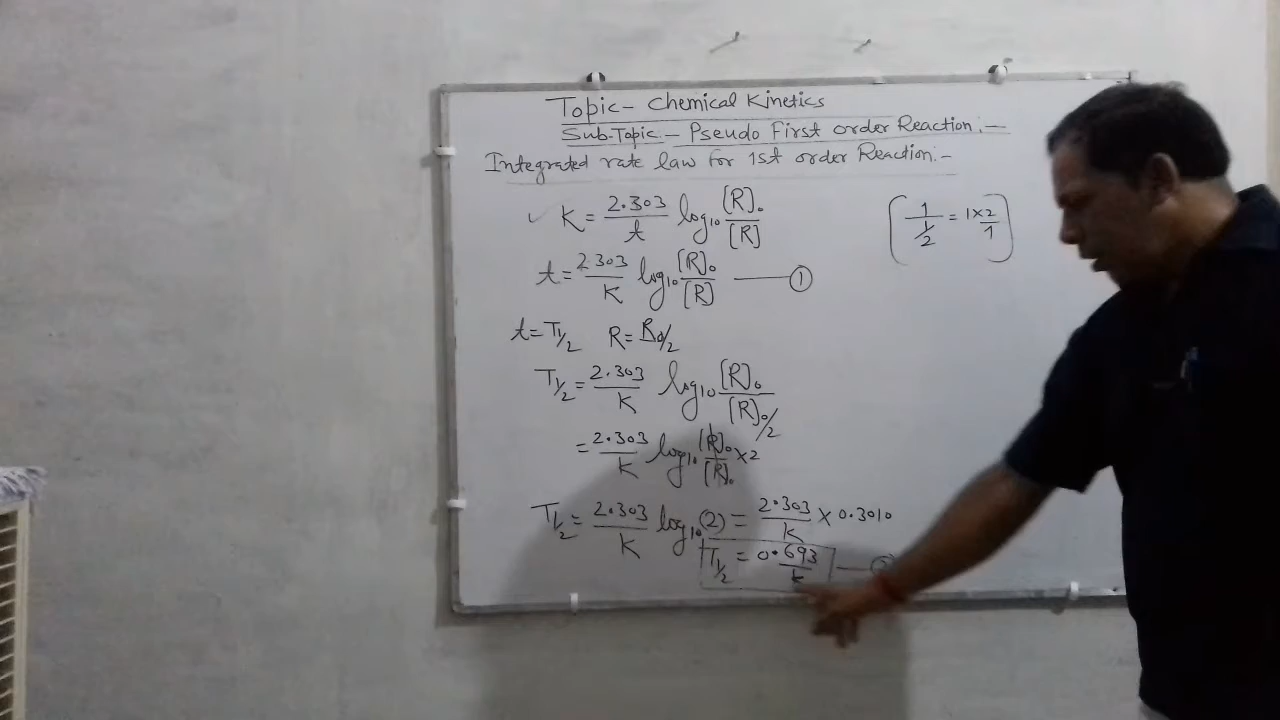 Topic - Chemical Kinetics
Sub-Topic - Pseudo First order Reaction :-
Integrated rate law for 1st order Reaction :-
K = 2.303/t log₁₀ [R]₀/[R]
(1/(1/2) = 1×2/1)
t = 2.303/K log₁₀ [R]₀/[R] —— ①
t = T1/2 R = R₀/2
T1/2 = 2.303/K log₁₀ [R]₀/[R]₀/2
= 2.303/K log₁₀ [R]₀/[R]₀ × 2
T1/2 = 2.303/K log₁₀ (2) = 2.303/K × 0.3010
T1/2 = 0.693/K ——